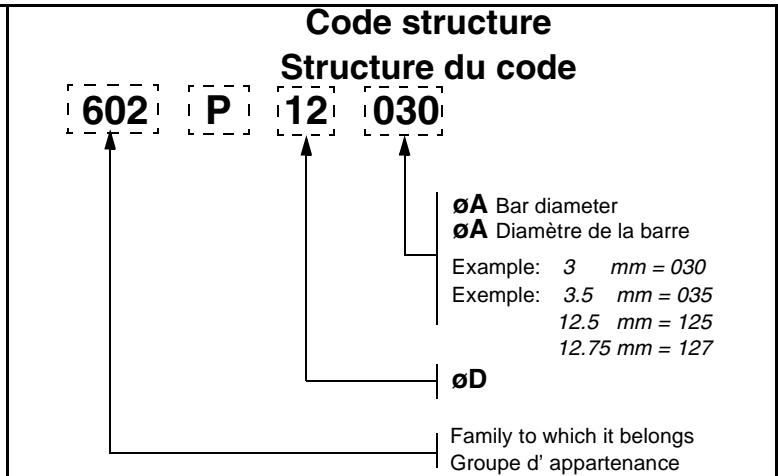 Code structure
Structure du code
602 P 12 030
øA Bar diameter
øA Diamètre de la barre
Example: 3 mm = 030
Exemple: 3.5 mm = 035
12.5 mm = 125
12.75 mm = 127
øD
Family to which it belongs
Groupe d' appartenance